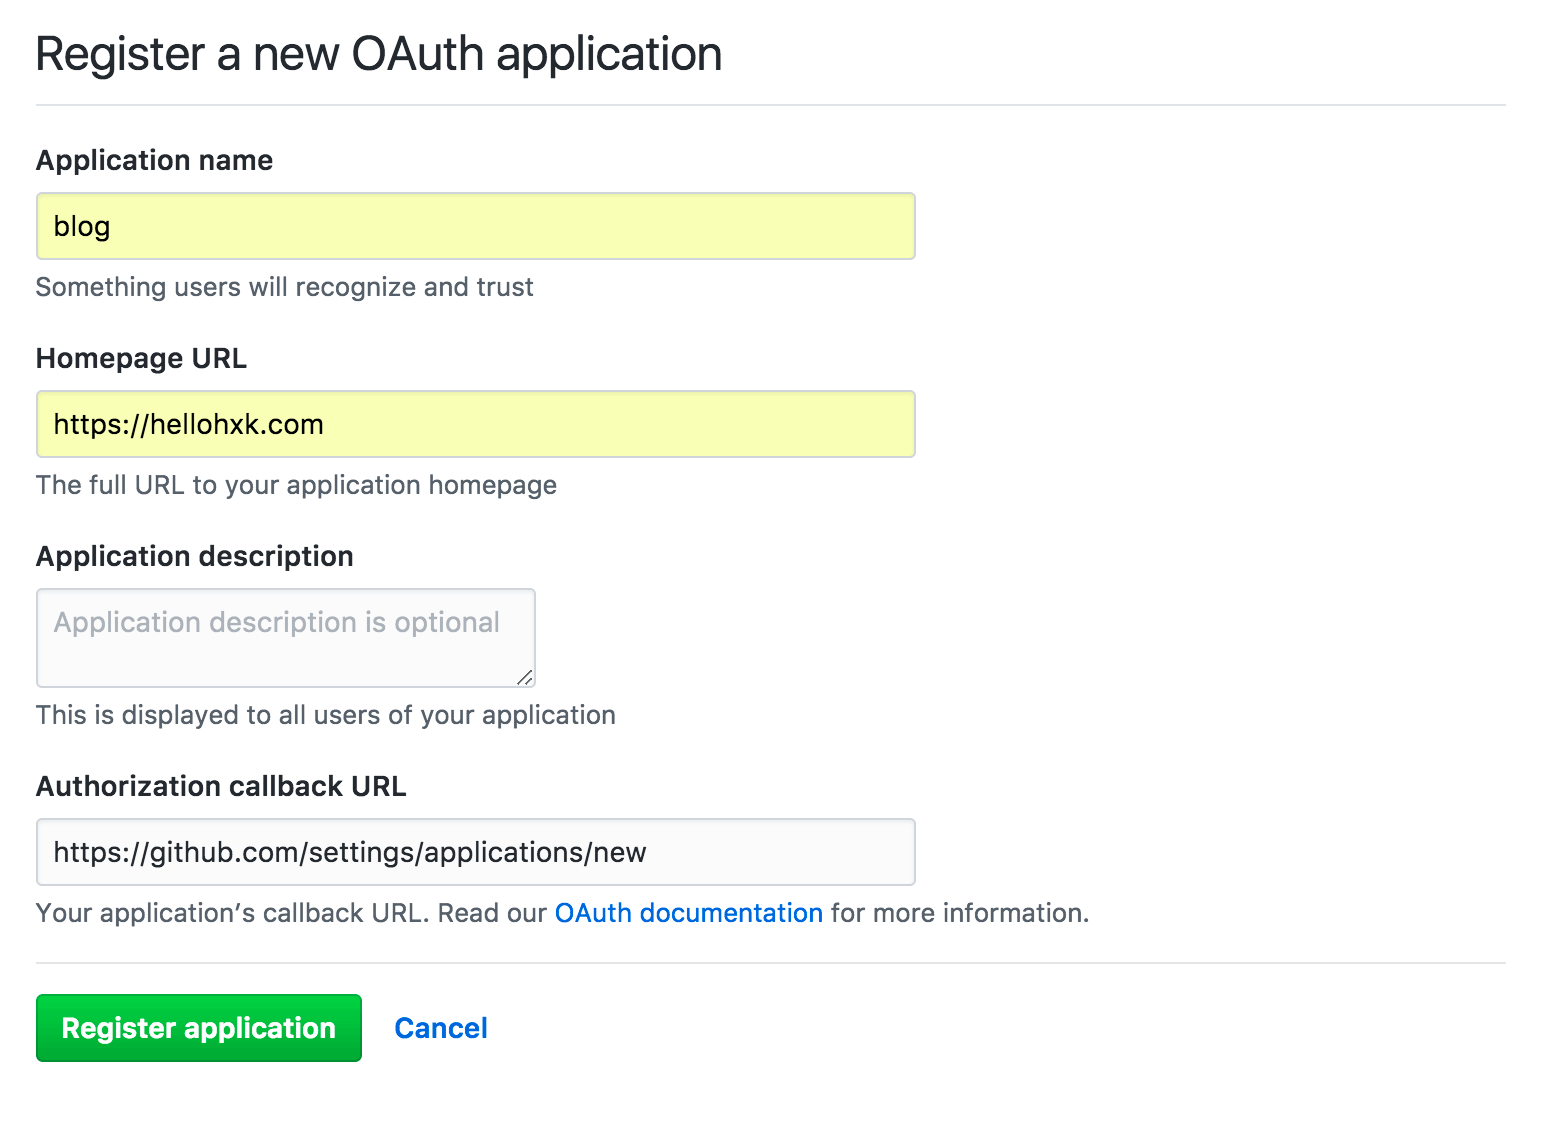 Register a new OAuth application
Application name
blog
Something users will recognize and trust
Homepage URL
https://hellohxk.com
The full URL to your application homepage
Application description
Application description is optional
This is displayed to all users of your application
Authorization callback URL
https://github.com/settings/applications/new
Your application’s callback URL. Read our OAuth documentation for more information.
Register application Cancel